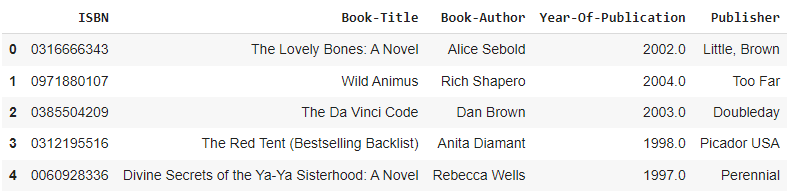 ISBN Book-Title Book-Author Year-Of-Publication Publisher
0 0316666343 The Lovely Bones: A Novel Alice Sebold 2002.0 Little, Brown
1 0971880107 Wild Animus Rich Shapero 2004.0 Too Far
2 0385504209 The Da Vinci Code Dan Brown 2003.0 Doubleday
3 0312195516 The Red Tent (Bestselling Backlist) Anita Diamant 1998.0 Picador USA
4 0060928336 Divine Secrets of the Ya-Ya Sisterhood: A Novel Rebecca Wells 1997.0 Perennial